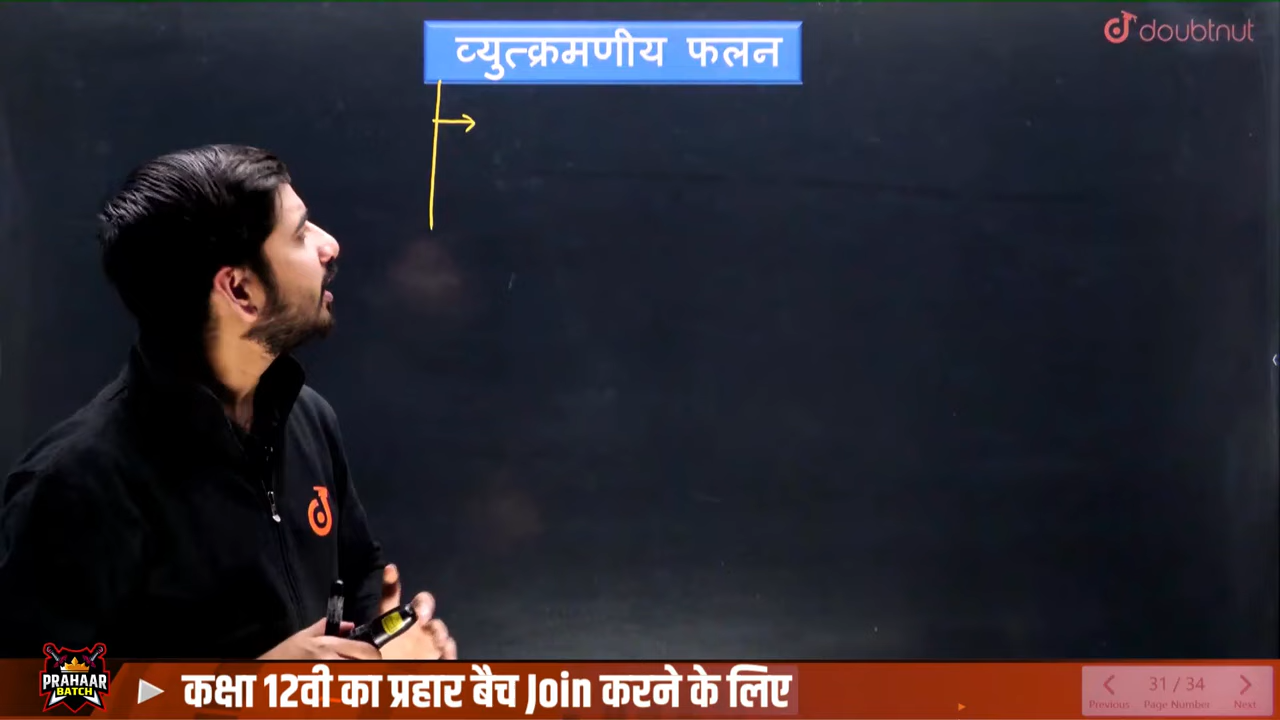 व्युत्क्रमणीय फलन
doubtnut
PRAHAAR
BATCH
कक्षा 12वी का प्रहार बैच Join करने के लिए
31 / 34
Previous Page Number Next